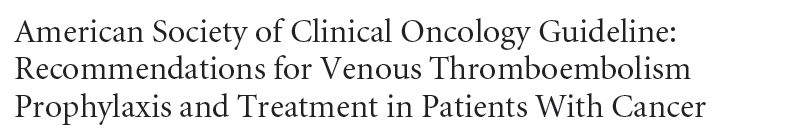 American Society of Clinical Oncology Guideline:
Recommendations for Venous Thromboembolism
Prophylaxis and Treatment in Patients With Cancer